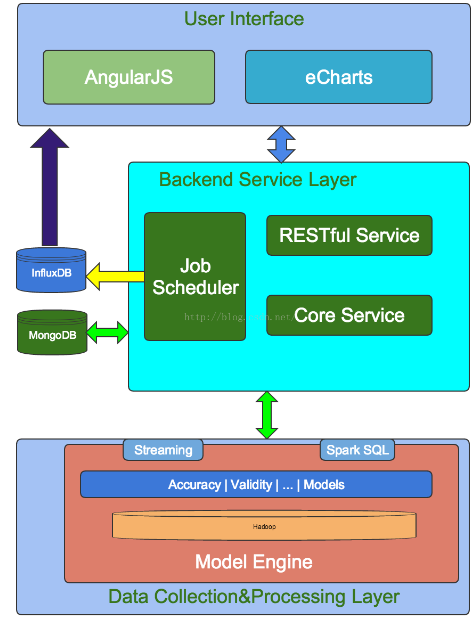 User Interface
AngularJS
eCharts
Backend Service Layer
Job
Scheduler
RESTful Service
Core Service
InfluxDB
MongoDB
Streaming
Spark SQL
Accuracy | Validity | ... | Models
Hadoop
Model Engine
Data Collection&Processing Layer